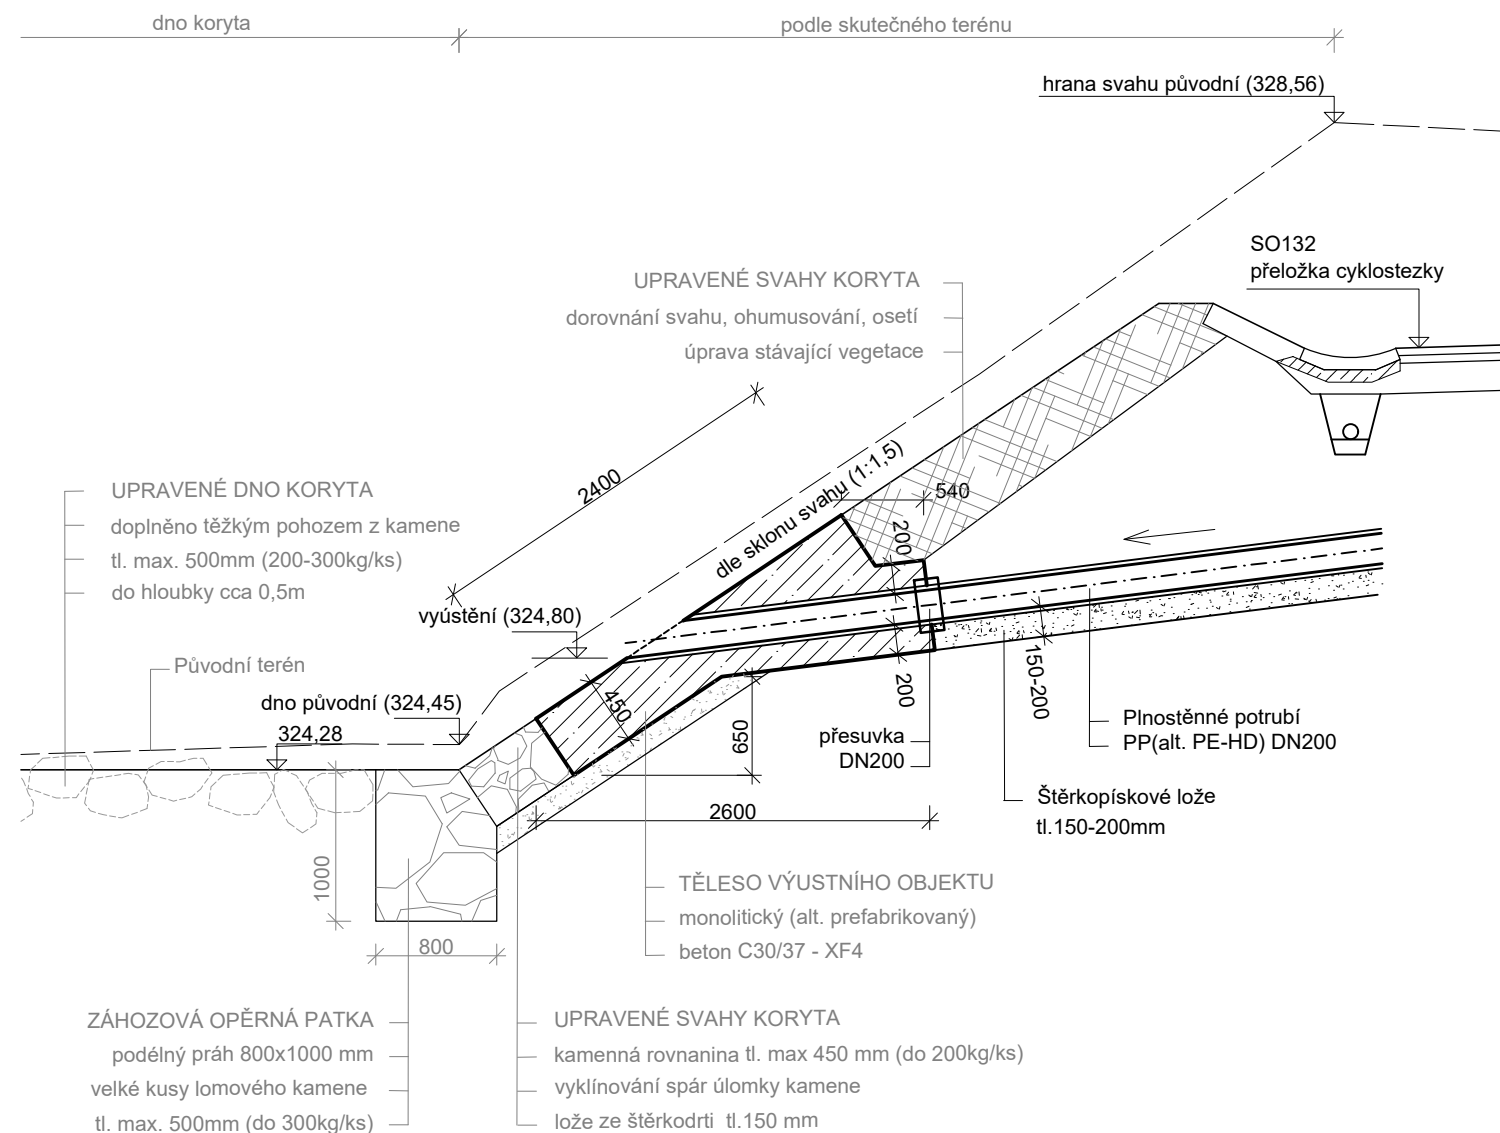 dno koryta
podle skutečného terénu
hrana svahu původní (328,56)
SO132
přeložka cyklostezky
UPRAVENÉ SVAHY KORYTA
dorovnání svahu, ohumusování, osetí
úprava stávající vegetace
2400
dle sklonu svahu (1:1,5)
540
200
UPRAVENÉ DNO KORYTA
doplněno těžkým pohozem z kamene
tl. max. 500mm (200-300kg/ks)
do hloubky cca 0,5m
vyústění (324,80)
Původní terén
dno původní (324,45)
324,28
450
650
200
150-200
přesuvka
DN200
Plnostěnné potrubí
PP(alt. PE-HD) DN200
Štěrkopískové lože
tl.150-200mm
2600
1000
800
TĚLESO VÝUSTNÍHO OBJEKTU
monolitický (alt. prefabrikovaný)
beton C30/37 - XF4
ZÁHOZOVÁ OPĚRNÁ PATKA
podélný práh 800x1000 mm
velké kusy lomového kamene
tl. max. 500mm (do 300kg/ks)
UPRAVENÉ SVAHY KORYTA
kamenná rovnanina tl. max 450 mm (do 200kg/ks)
vyklínování spár úlomky kamene
lože ze štěrkodrti tl.150 mm